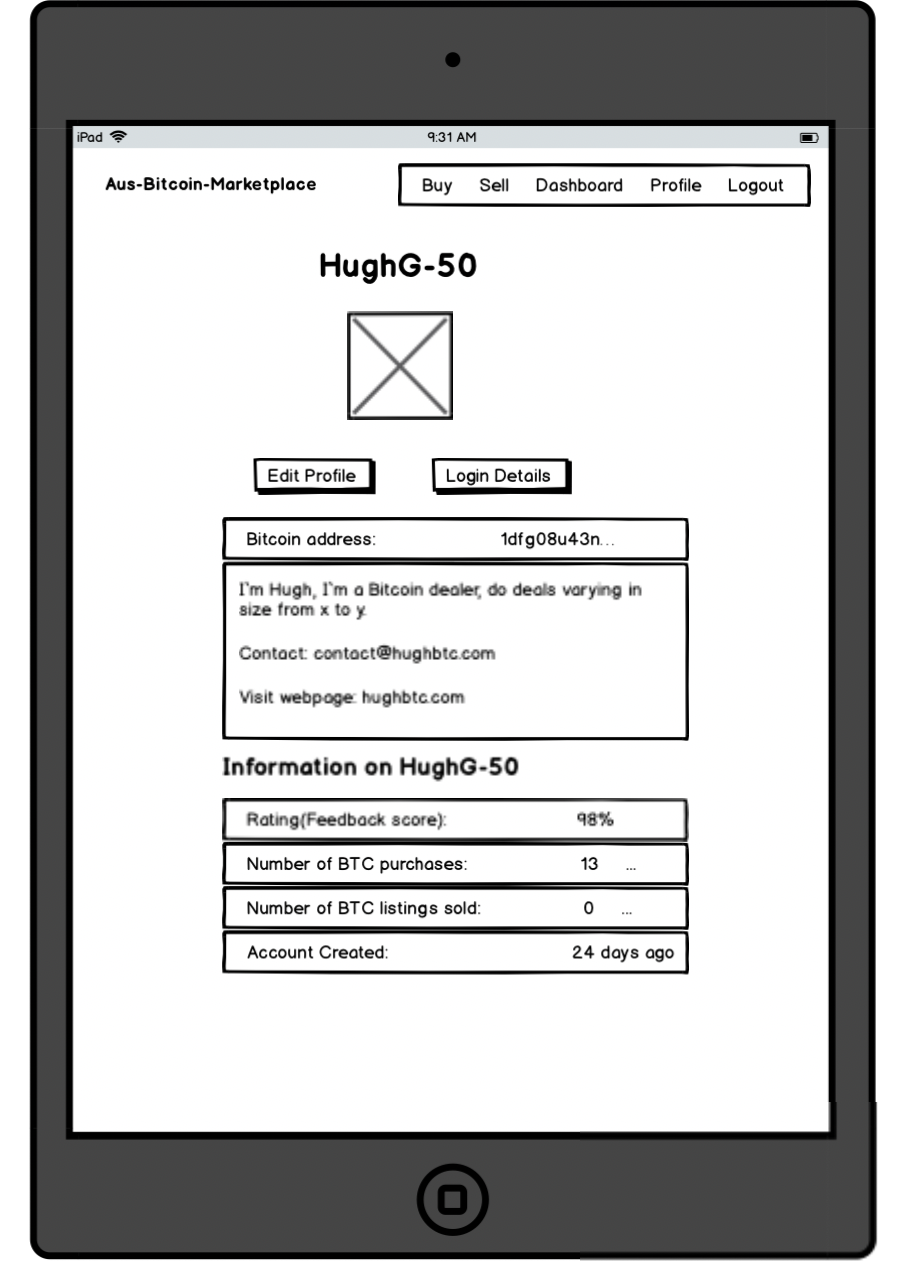 iPad 9:31 AM
Aus-Bitcoin-Marketplace Buy Sell Dashboard Profile Logout
HughG-50
Edit Profile Login Details
Bitcoin address: 1dfg08u43n...
I'm Hugh, I'm a Bitcoin dealer, do deals varying in
size from x to y.
Contact: contact@hughbtc.com
Visit webpage: hughbtc.com
Information on HughG-50
Rating(Feedback score): 98%
Number of BTC purchases: 13 ...
Number of BTC listings sold: 0 ...
Account Created: 24 days ago